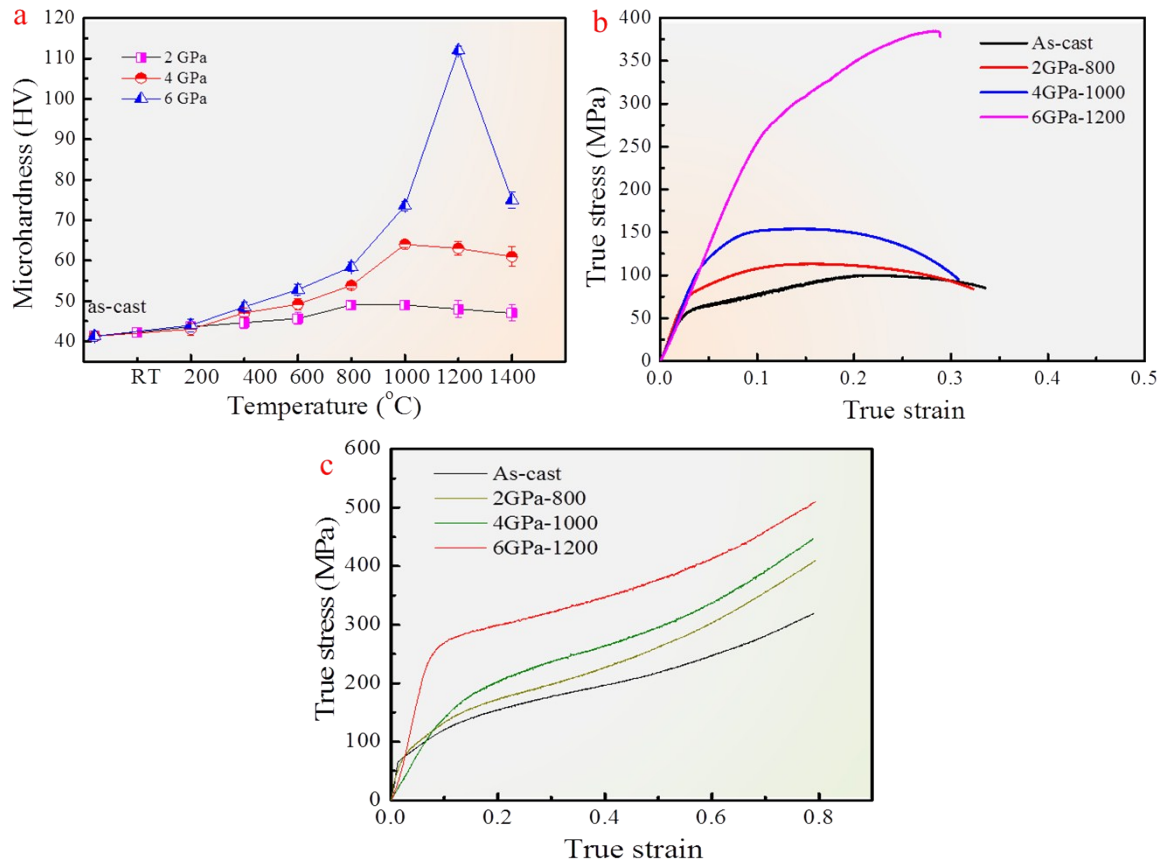 a
120
110
100
90
80
70
60
50
40
Microhardness (HV)
2 GPa
4 GPa
6 GPa
as-cast
RT 200 400 600 800 1000 1200 1400
Temperature (°C)
b
400
350
300
250
200
150
100
50
0
True stress (MPa)
As-cast
2GPa-800
4GPa-1000
6GPa-1200
0.0 0.1 0.2 0.3 0.4 0.5
True strain
c
600
500
400
300
200
100
0
True stress (MPa)
As-cast
2GPa-800
4GPa-1000
6GPa-1200
0.0 0.2 0.4 0.6 0.8
True strain